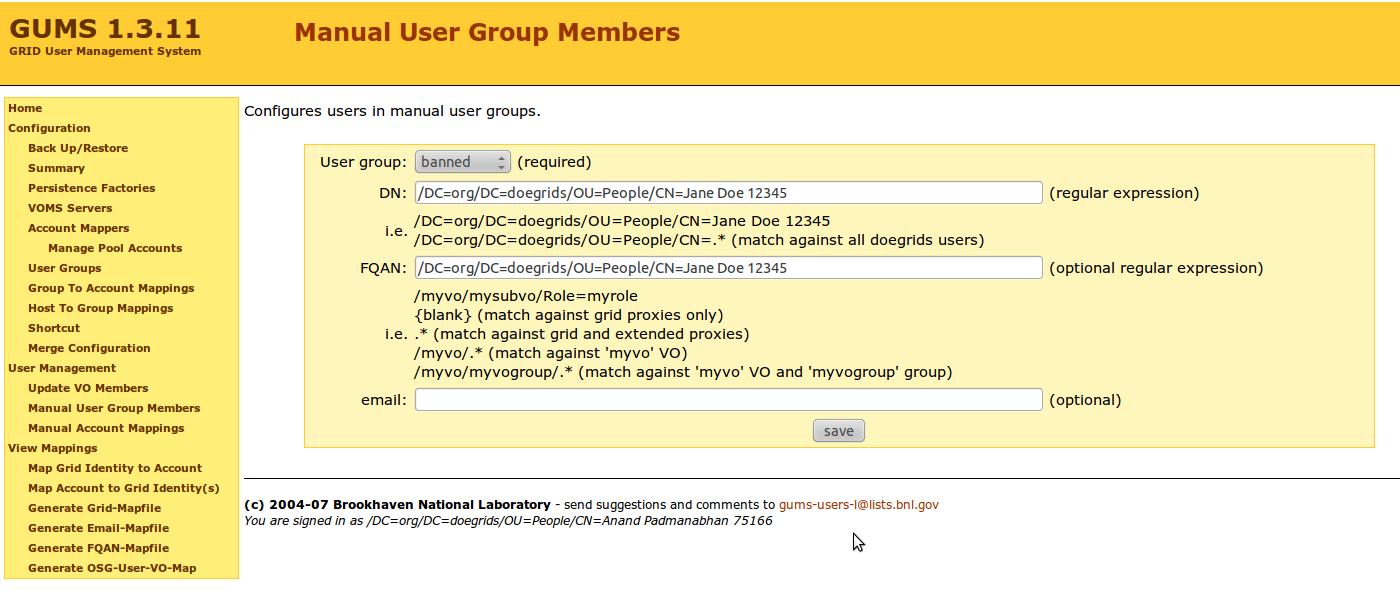 GUMS 1.3.11
GRID User Management System
Manual User Group Members
Home
Configuration
Back Up/Restore
Summary
Persistence Factories
VOMS Servers
Account Mappers
Manage Pool Accounts
User Groups
Group To Account Mappings
Host To Group Mappings
Shortcut
Merge Configuration
User Management
Update VO Members
Manual User Group Members
Manual Account Mappings
View Mappings
Map Grid Identity to Account
Map Account to Grid Identity(s)
Generate Grid-Mapfile
Generate Email-Mapfile
Generate FQAN-Mapfile
Generate OSG-User-VO-Map
Configures users in manual user groups.
User group: banned (required)
DN: /DC=org/DC=doegrids/OU=People/CN=Jane Doe 12345 (regular expression)
/DC=org/DC=doegrids/OU=People/CN=Jane Doe 12345
i.e.
/DC=org/DC=doegrids/OU=People/CN=.* (match against all doegrids users)
FQAN: /DC=org/DC=doegrids/OU=People/CN=Jane Doe 12345 (optional regular expression)
/myvo/mysubvo/Role=myrole
{blank} (match against grid proxies only)
i.e. .* (match against grid and extended proxies)
/myvo/.* (match against 'myvo' VO)
/myvo/myvogroup/.* (match against 'myvo' VO and 'myvogroup' group)
email: (optional)
save
(c) 2004-07 Brookhaven National Laboratory - send suggestions and comments to gums-users-l@lists.bnl.gov
You are signed in as /DC=org/DC=doegrids/OU=People/CN=Anand Padmanabhan 75166